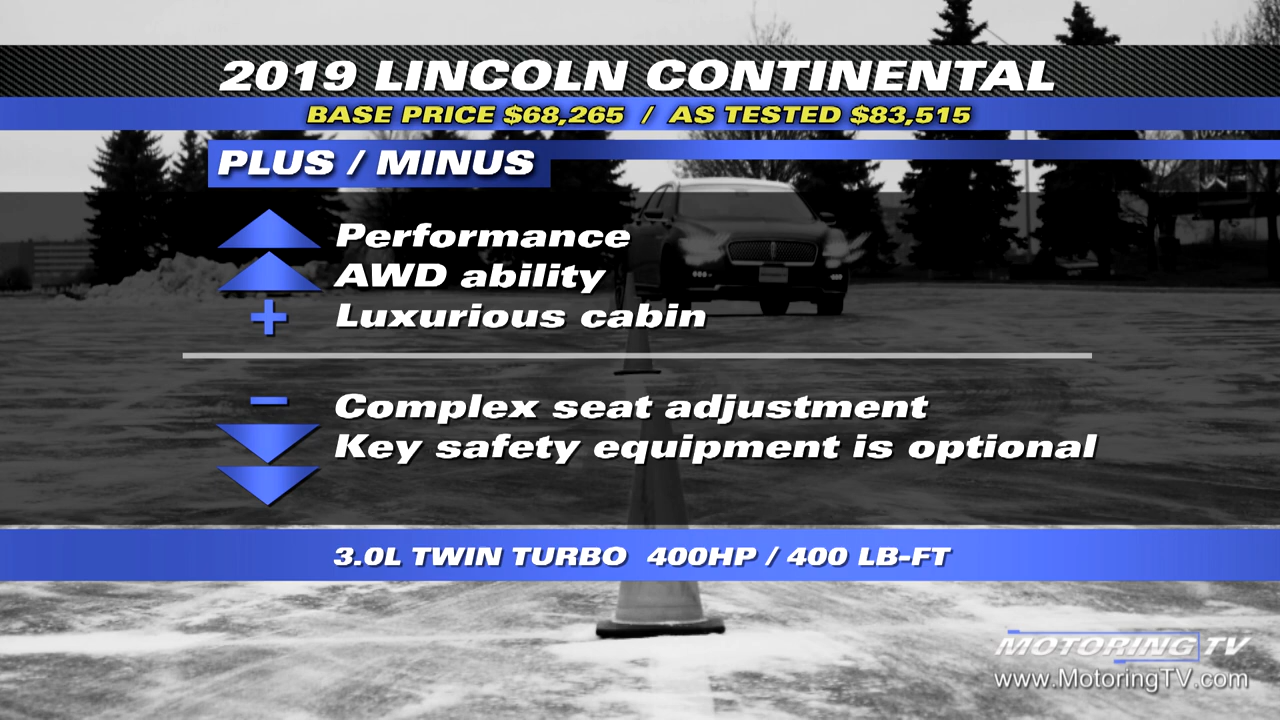 2019 LINCOLN CONTINENTAL
BASE PRICE $68,265 / AS TESTED $83,515
PLUS / MINUS
Performance
AWD ability
+ Luxurious cabin
− Complex seat adjustment
Key safety equipment is optional
3.0L TWIN TURBO 400HP / 400 LB-FT
MOTORING TV
www.MotoringTV.com